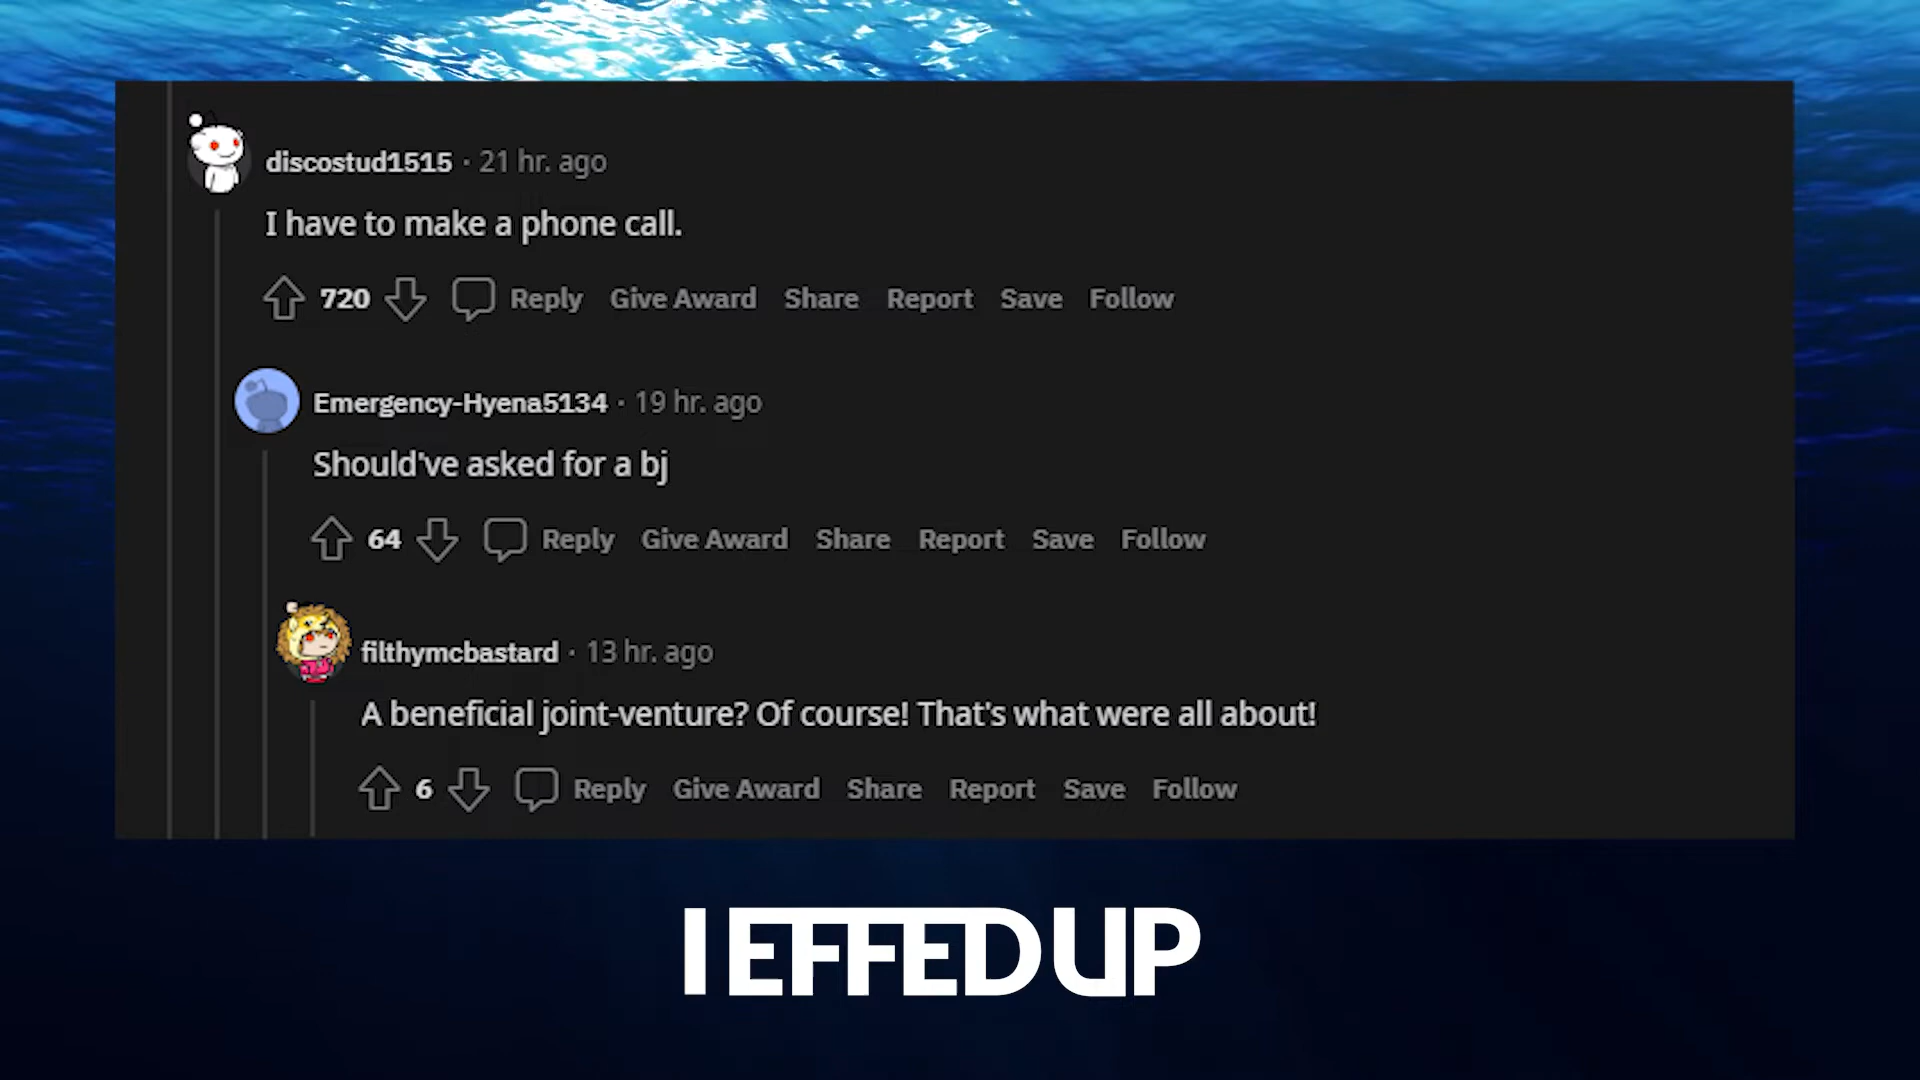 discostud1515 · 21 hr. ago
I have to make a phone call.
720 Reply Give Award Share Report Save Follow
Emergency-Hyena5134 · 19 hr. ago
Should've asked for a bj
64 Reply Give Award Share Report Save Follow
filthymcbastard · 13 hr. ago
A beneficial joint-venture? Of course! That's what were all about!
6 Reply Give Award Share Report Save Follow
I EFFED UP